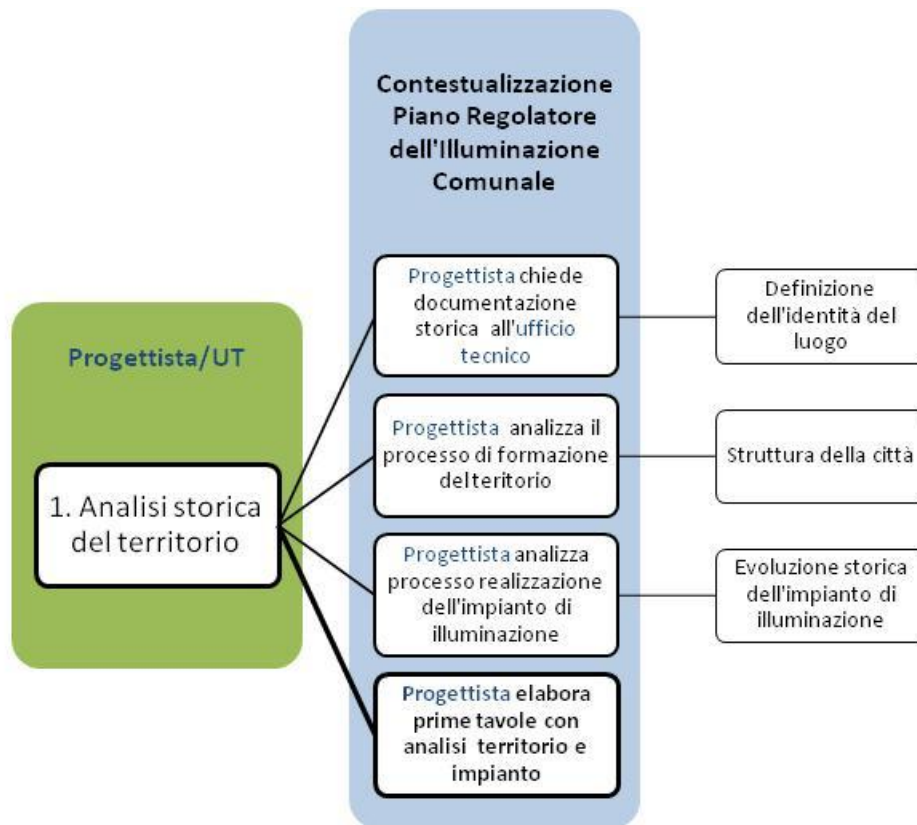 Contestualizzazione
Piano Regolatore
dell'Illuminazione
Comunale
Progettista/UT
1. Analisi storica
del territorio
Progettista chiede
documentazione
storica all'ufficio
tecnico
Definizione
dell'identità del
luogo
Progettista analizza il
processo di formazione
del teritorio
Struttura della città
Progettista analizza
processo realizzazione
dell'impianto di
illuminazione
Evoluzione storica
dell'impianto di
illuminazione
Progettista elabora
prime tavole con
analisi territorio e
impianto